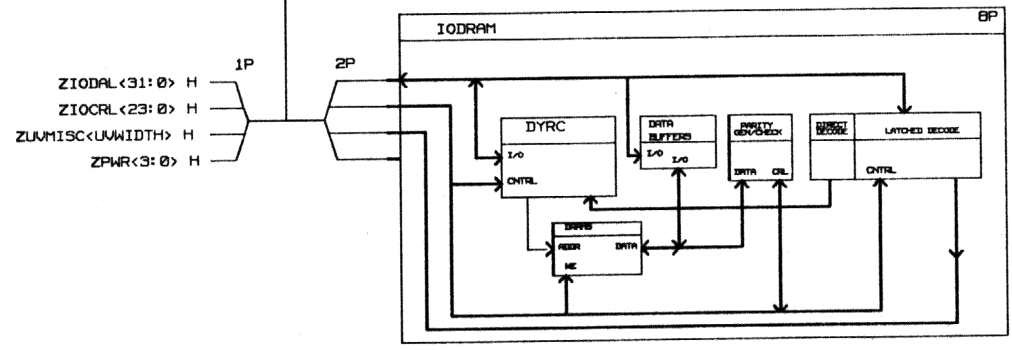 8P
IODRAM
1P
2P
ZIODAL<31:0> H
ZIOCRL<23:0> H
ZUVMISC<UVWIDTH> H
ZPWR<3:0> H
DYRC
I/O
CNTRL
DATA
BUFFERS
I/O
I/O
PARITY
GEN/CHECK
DATA CRL
DIRECT
DECODE
LATCHED DECODE
CNTRL
DRAMS
ADDR DATA
WE